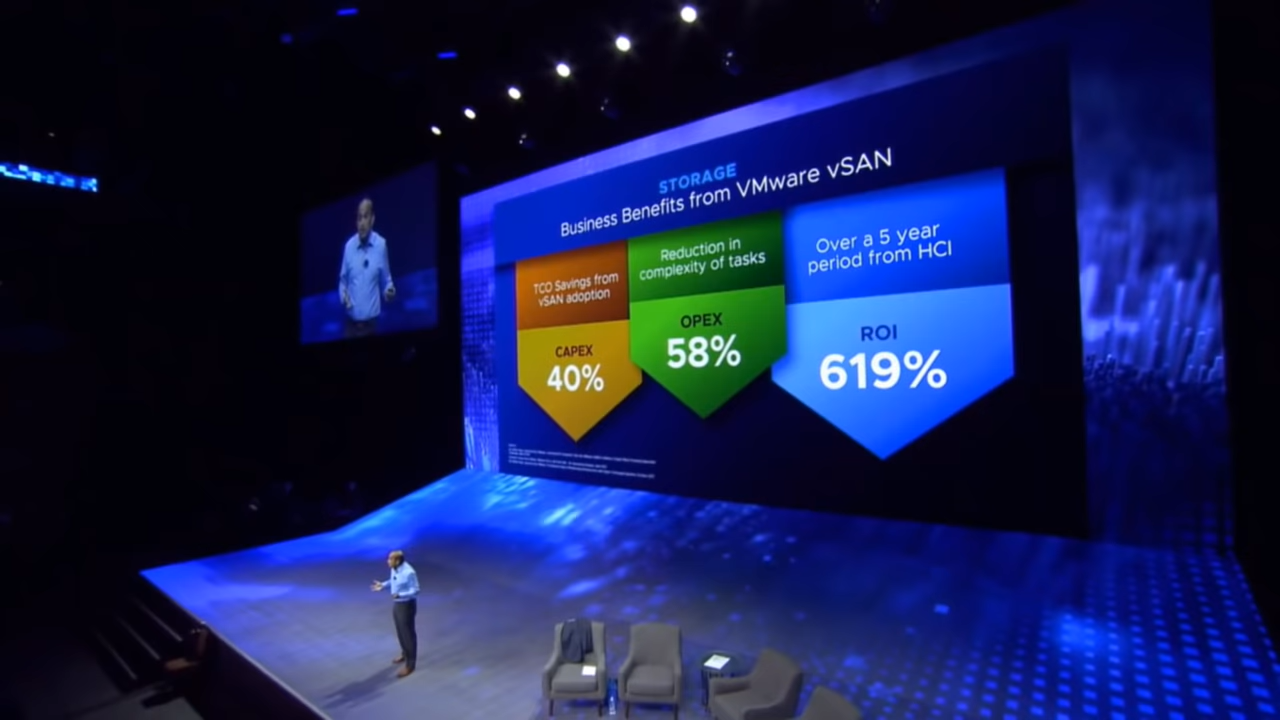 STORAGE
Business Benefits from VMware vSAN
TCO Savings from
vSAN adoption
CAPEX
40%
Reduction in
complexity of tasks
OPEX
58%
Over a 5 year
period from HCI
ROI
619%